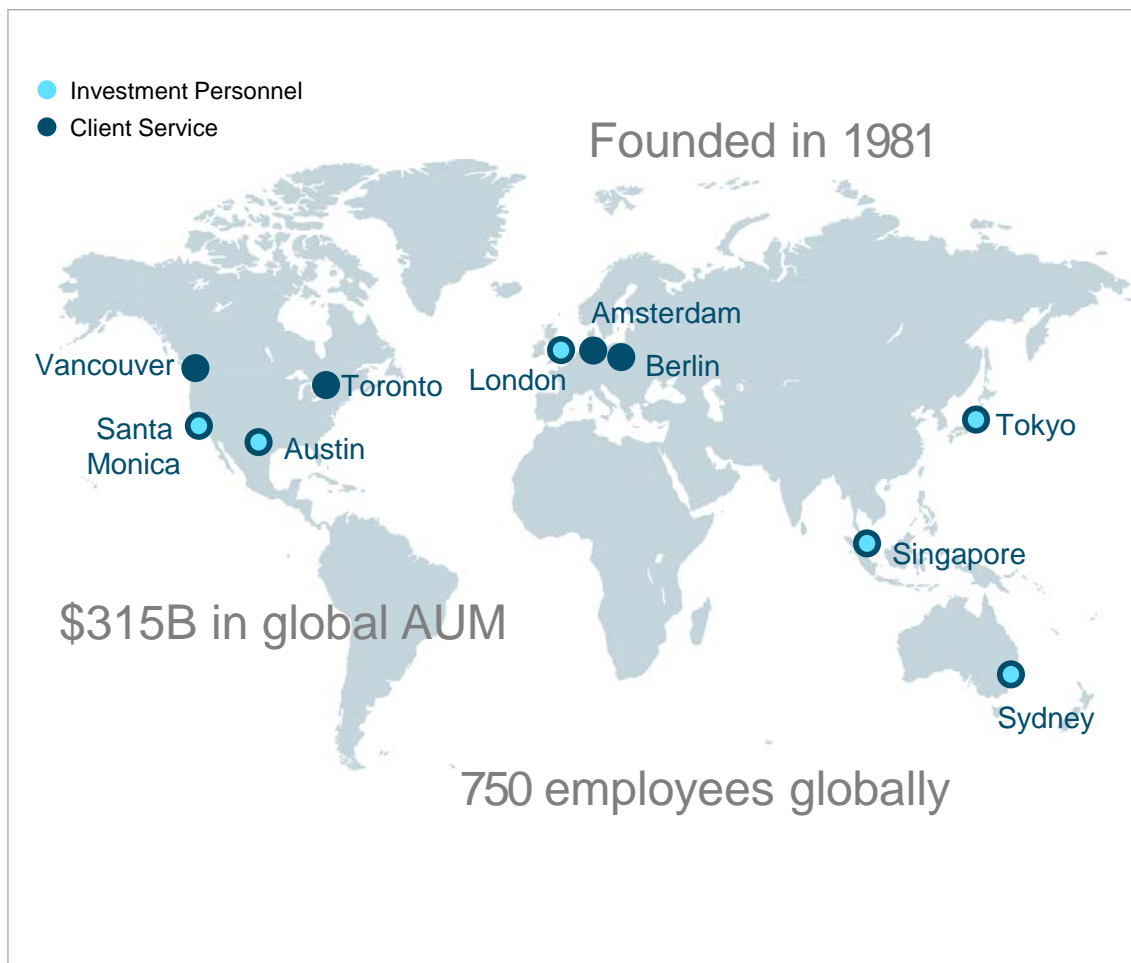 Investment Personnel
Client Service
Founded in 1981
Amsterdam
Vancouver
London
Berlin
Toronto
Santa
Monica
Austin
Tokyo
Singapore
$315B in global AUM
Sydney
750 employees globally